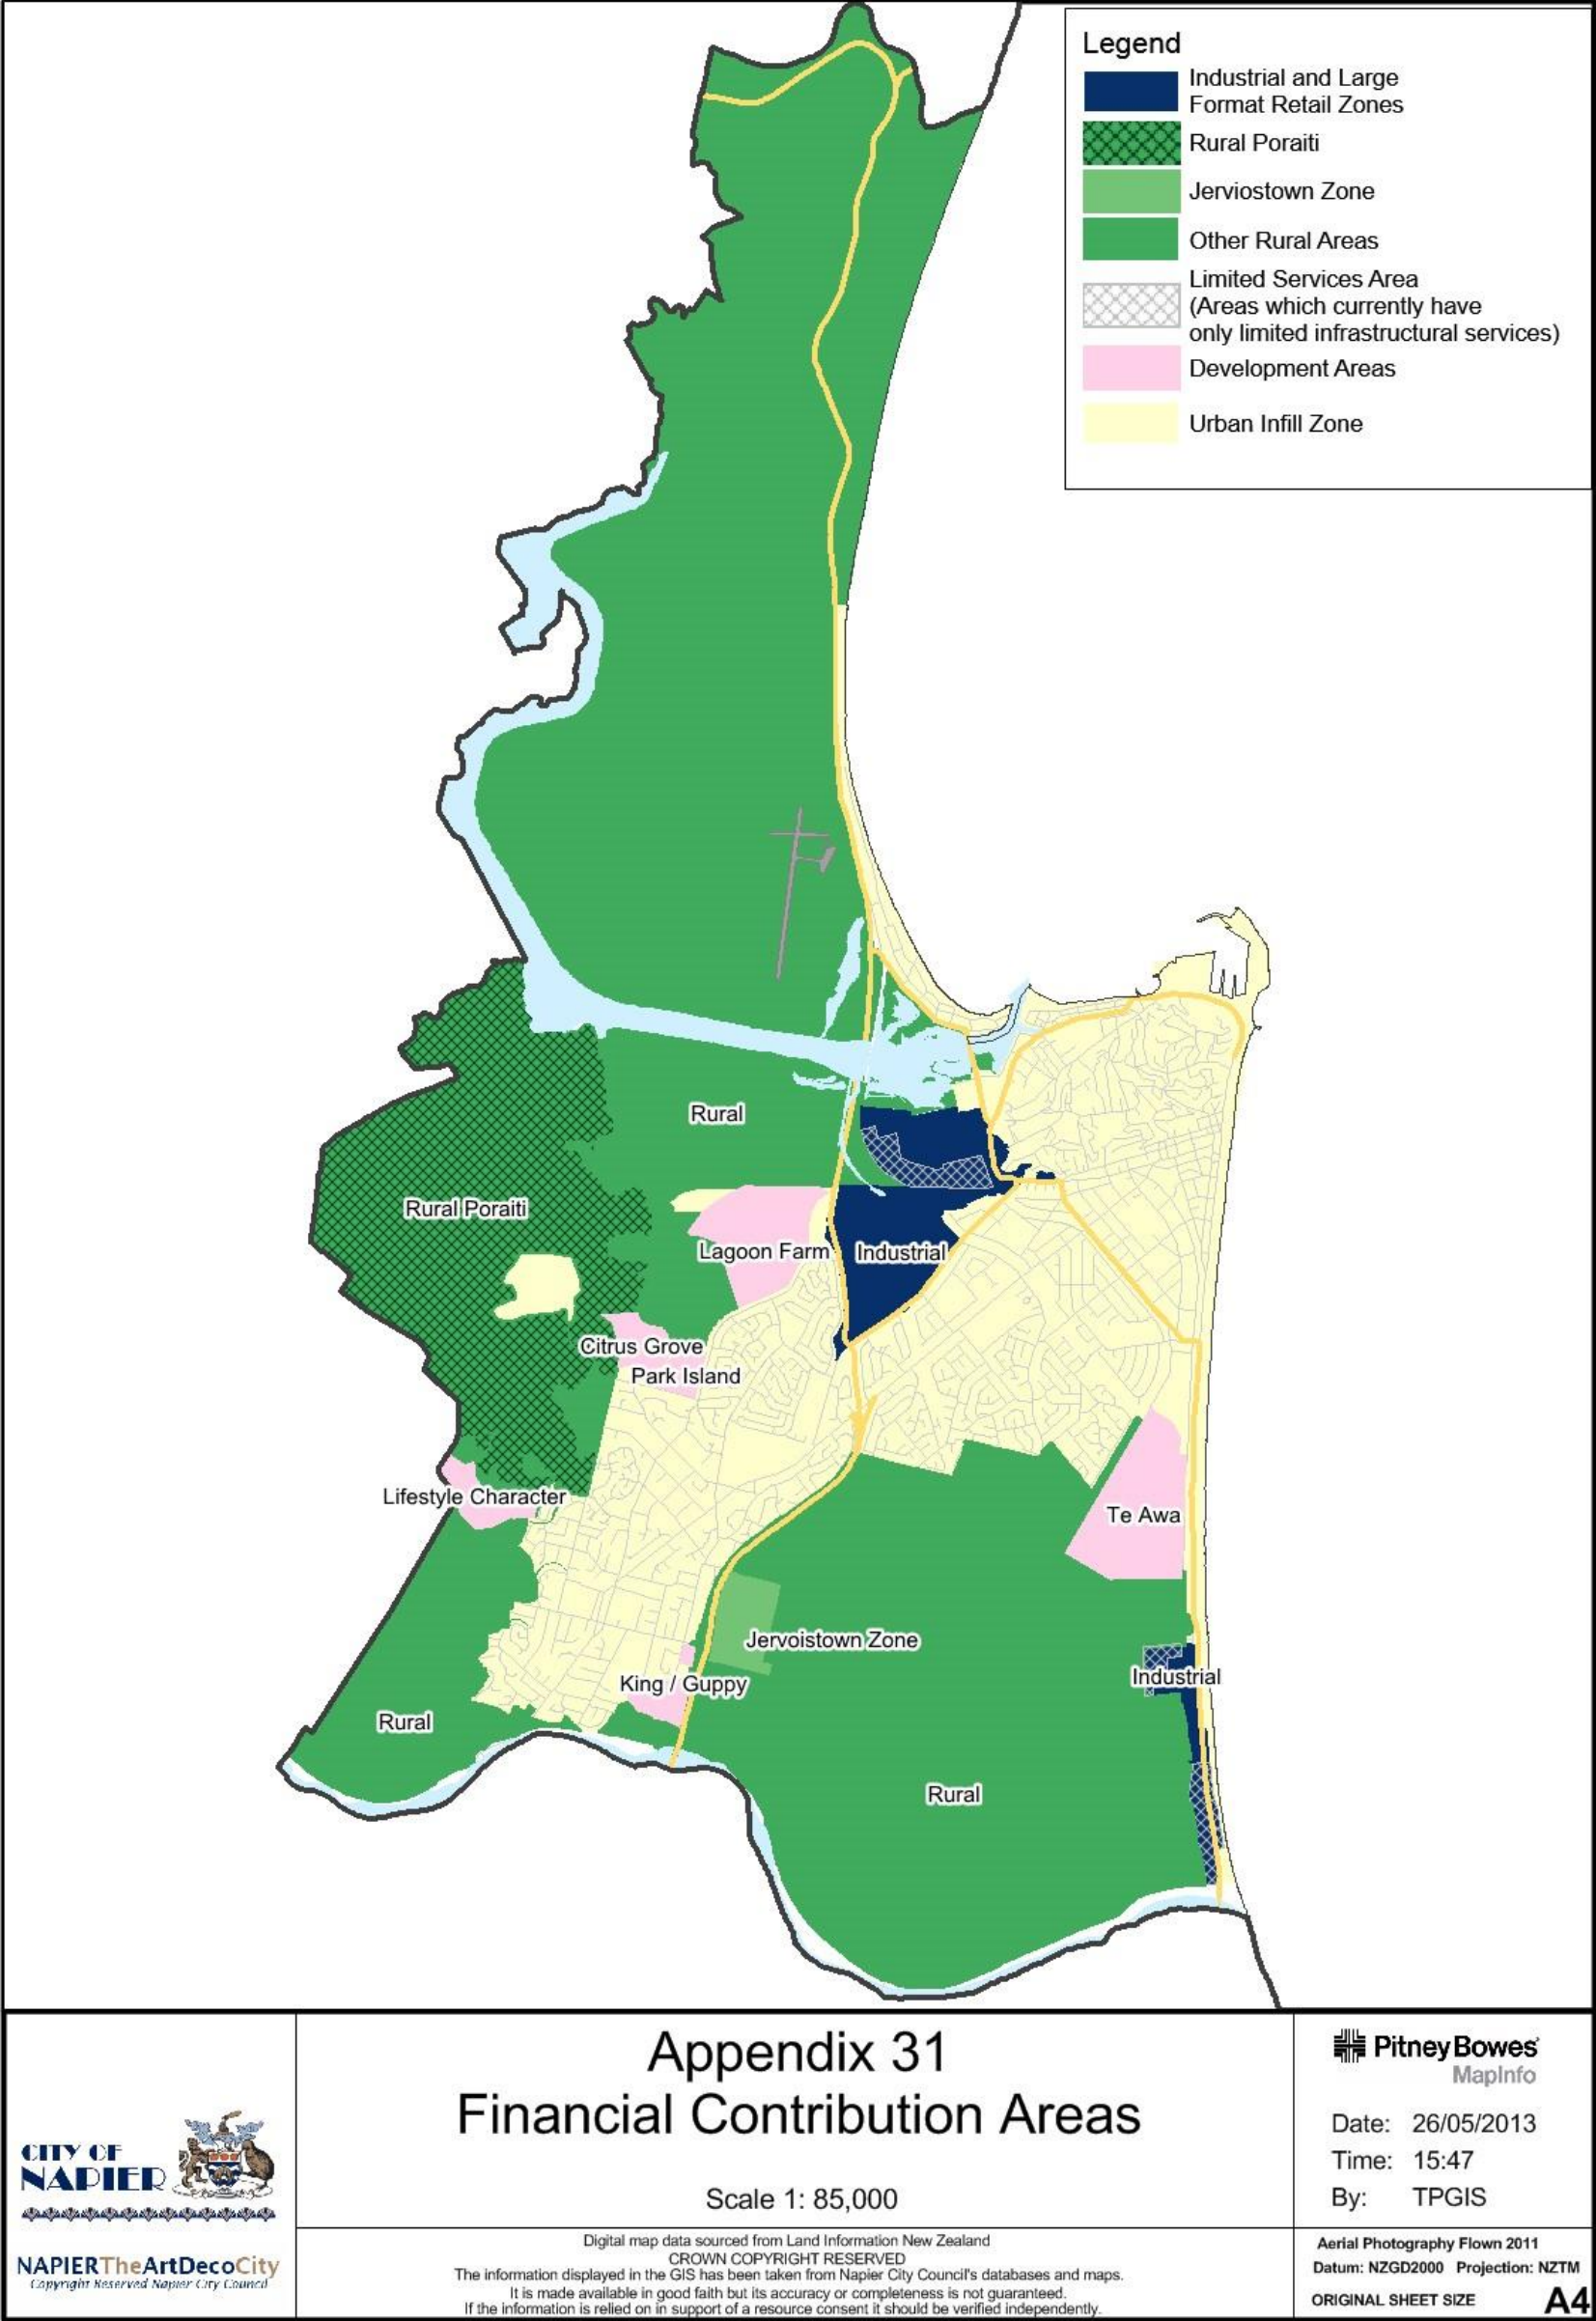 Legend
Industrial and Large
Format Retail Zones
Rural Poraiti
Jerviostown Zone
Other Rural Areas
Limited Services Area
(Areas which currently have
only limited infrastructural services)
Development Areas
Urban Infill Zone
Rural
Rural Poraiti
Lagoon Farm
Industrial
Citrus Grove
Park Island
Lifestyle Character
Te Awa
Jervoistown Zone
Industrial
King / Guppy
Rural
Rural
CITY OF
NAPIER
NAPIERTheArtDecoCity
Copyright Reserved Napier City Council
Appendix 31
Financial Contribution Areas
Scale 1: 85,000
Digital map data sourced from Land Information New Zealand
CROWN COPYRIGHT RESERVED
The information displayed in the GIS has been taken from Napier City Council's databases and maps.
It is made available in good faith but its accuracy or completeness is not guaranteed.
If the information is relied on in support of a resource consent it should be verified independently.
PitneyBowes
MapInfo
Date: 26/05/2013
Time: 15:47
By: TPGIS
Aerial Photography Flown 2011
Datum: NZGD2000 Projection: NZTM
ORIGINAL SHEET SIZE A4